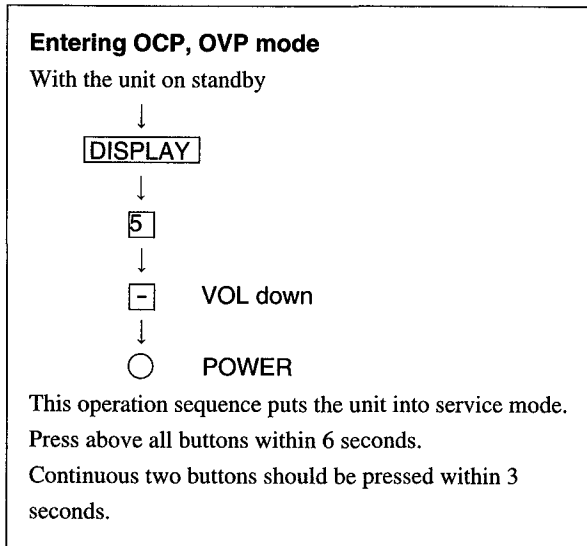 Entering OCP, OVP mode
With the unit on standby
↓
DISPLAY
↓
5
↓
- VOL down
↓
POWER
This operation sequence puts the unit into service mode.
Press above all buttons within 6 seconds.
Continuous two buttons should be pressed within 3
seconds.